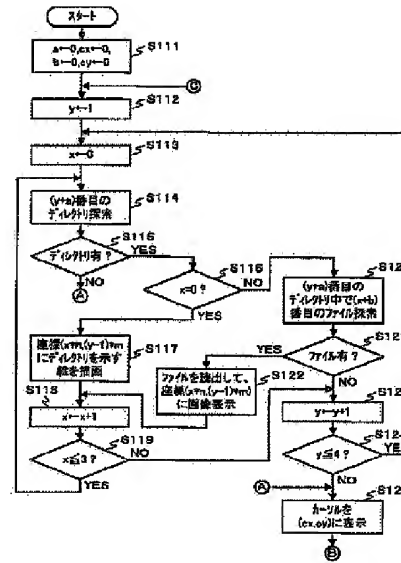 スタート
a←0,cx←0,
b←0,cy←0
S111
C
y←1
S112
x←0
S113
(y+a)番目の
ディレクトリ探索
S114
ディレクトリ有?
S115
YES
NO
A
x=0?
S116
NO
YES
(y+a)番目の
ディレクトリ中で(x+b)
番目のファイル探索
S12
座標(x*n,(y-1)*m)
にディレクトリを示す
絵を描画
S117
ファイル有?
S12
YES
NO
ファイルを読出して、
座標(x*n,(y-1)*m)
に画像表示
S122
x←x+1
S118
y←y+1
S12
x≦3?
S119
NO
YES
y≦4?
S12
YES
NO
A
カーソルを
(cx,cy)に表示
S12
B